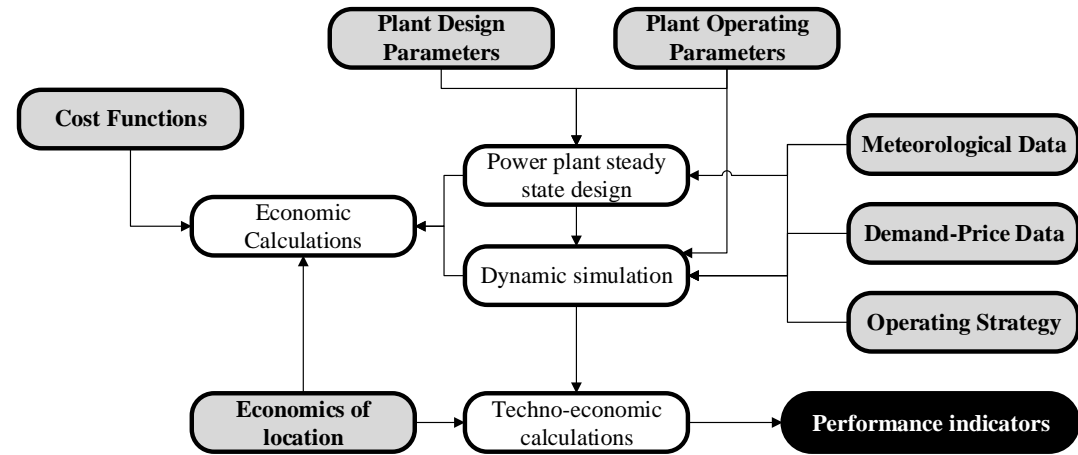 Plant Design
Parameters
Plant Operating
Parameters
Cost Functions
Meteorological Data
Power plant steady
state design
Economic
Calculations
Demand-Price Data
Dynamic simulation
Operating Strategy
Economics of
location
Techno-economic
calculations
Performance indicators